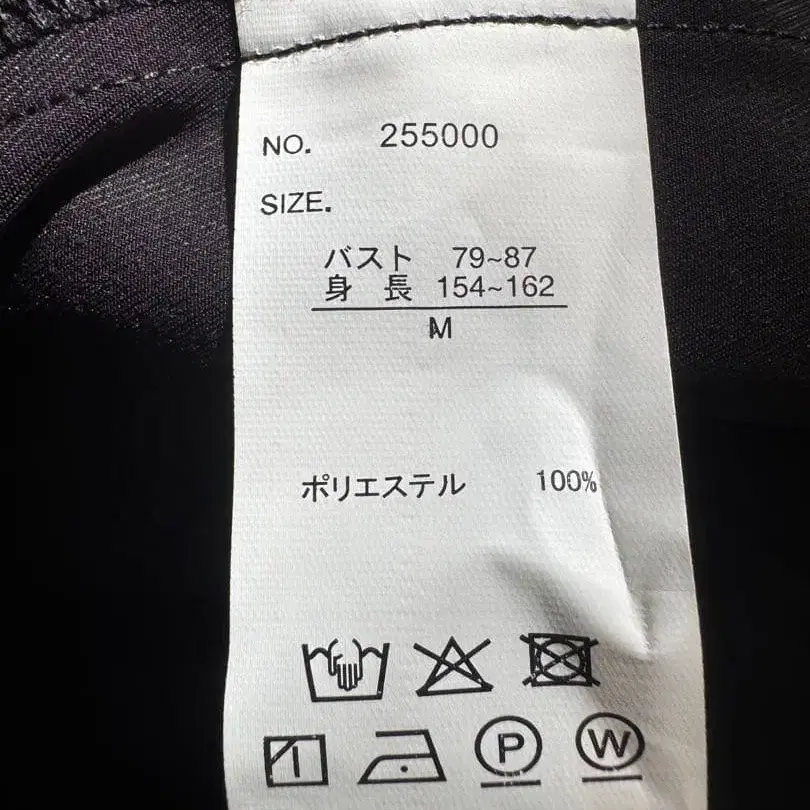 NO. 255000
SIZE.
バスト 79~87
身 長 154~162
M
ポリエステル 100%
P W